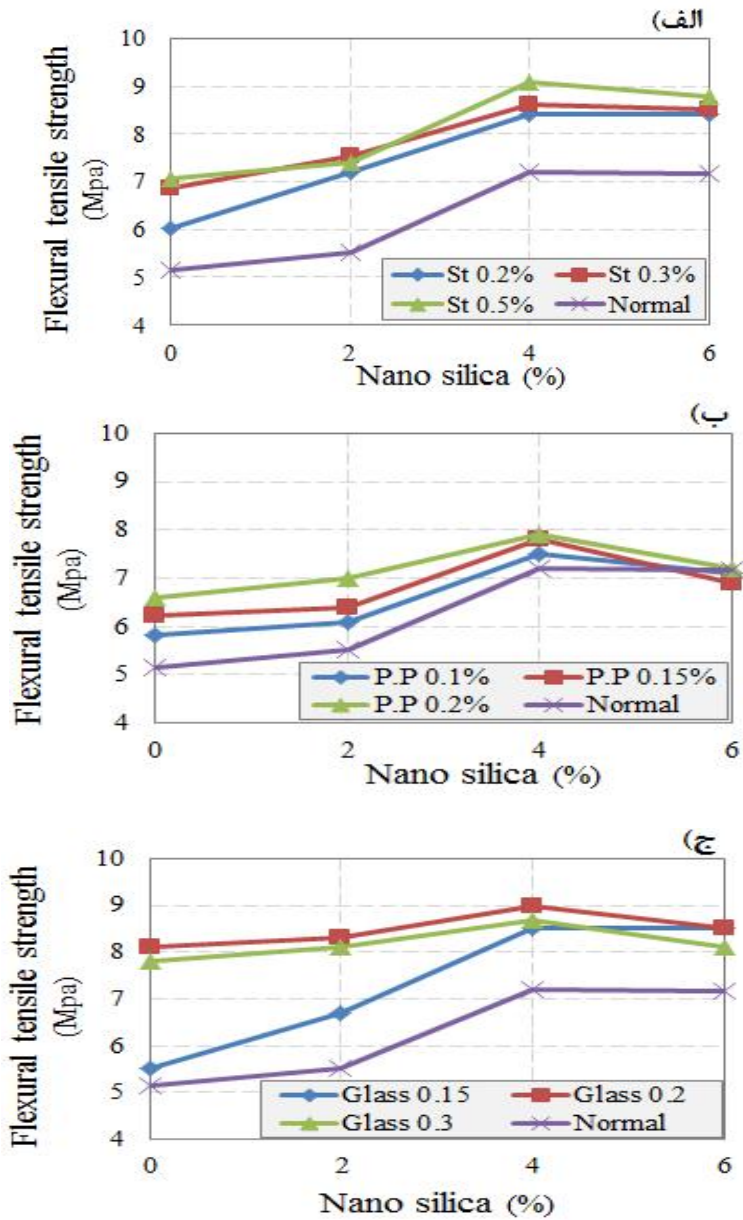 الف)
Flexural tensile strength
(Mpa)
10
9
8
7
6
5
4
St 0.2% St 0.3%
St 0.5% Normal
0 2 4 6
Nano silica (%)
ب)
Flexural tensile strength
(Mpa)
10
9
8
7
6
5
4
P.P 0.1% P.P 0.15%
P.P 0.2% Normal
0 2 4 6
Nano silica (%)
ج)
Flexural tensile strength
(Mpa)
10
9
8
7
6
5
4
Glass 0.15 Glass 0.2
Glass 0.3 Normal
0 2 4 6
Nano silica (%)